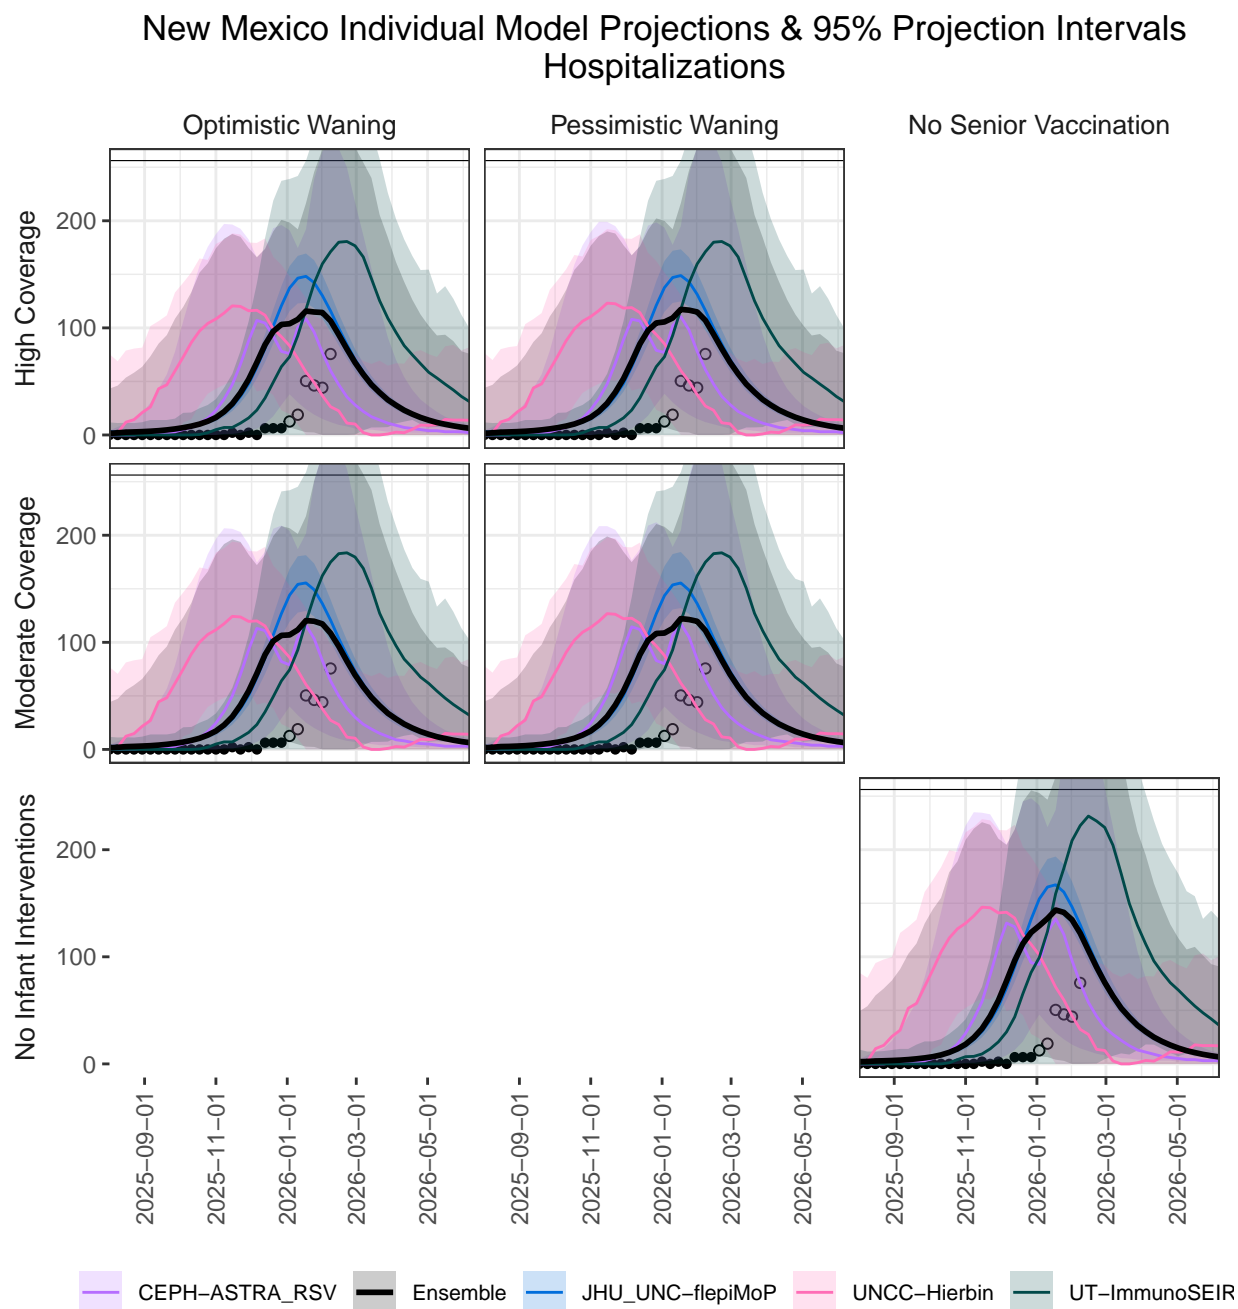 New Mexico Individual Model Projections & 95% Projection Intervals
Hospitalizations
Optimistic Waning
Pessimistic Waning
No Senior Vaccination
High Coverage
200
100
0
Moderate Coverage
200
100
0
No Infant Interventions
200
100
0
2025−09−01
2025−11−01
2026−01−01
2026−03−01
2026−05−01
2025−09−01
2025−11−01
2026−01−01
2026−03−01
2026−05−01
2025−09−01
2025−11−01
2026−01−01
2026−03−01
2026−05−01
CEPH−ASTRA_RSV
Ensemble
JHU_UNC−flepiMoP
UNCC−Hierbin
UT−ImmunoSEIR